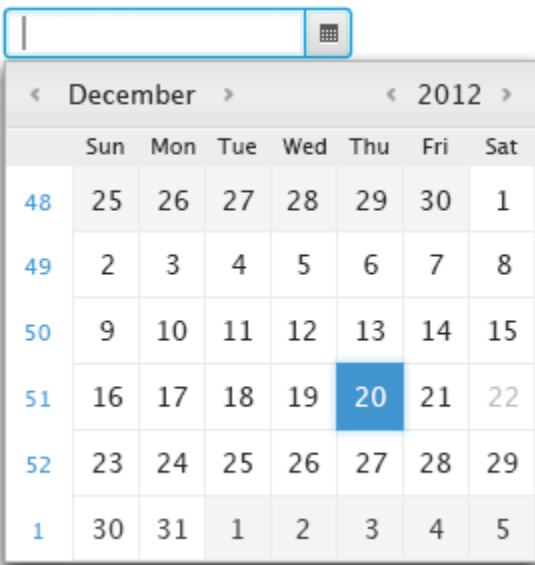 ‹ December › ‹ 2012 ›
Sun Mon Tue Wed Thu Fri Sat
48 25 26 27 28 29 30 1
49 2 3 4 5 6 7 8
50 9 10 11 12 13 14 15
51 16 17 18 19 20 21 22
52 23 24 25 26 27 28 29
1 30 31 1 2 3 4 5